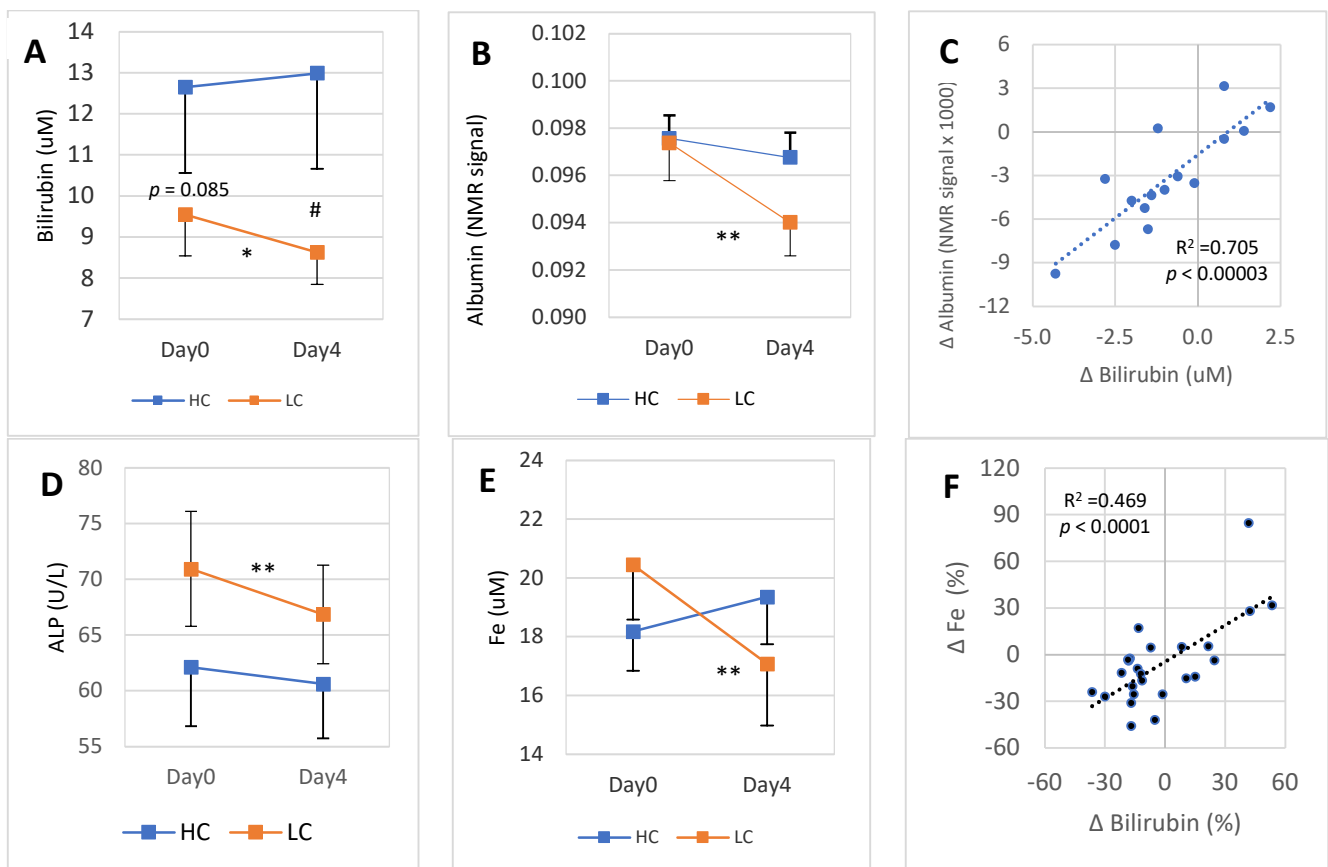 A
Bilirubin (uM)
14
13
12
11
10
9
8
7
p = 0.085
#
*
Day0 Day4
HC LC
B
Albumin (NMR signal)
0.102
0.100
0.098
0.096
0.094
0.092
0.090
**
Day0 Day4
HC LC
C
Δ Albumin (NMR signal x 1000)
6
3
0
-3
-6
-9
-12
R² =0.705
p < 0.00003
-5.0 -2.5 0.0 2.5
Δ Bilirubin (uM)
D
ALP (U/L)
80
75
70
65
60
55
**
Day0 Day4
HC LC
E
Fe (uM)
24
22
20
18
16
14
**
Day0 Day4
HC LC
F
Δ Fe (%)
120
90
60
30
0
-30
-60
R² =0.469
p < 0.0001
-60 -30 0 30 60
Δ Bilirubin (%)